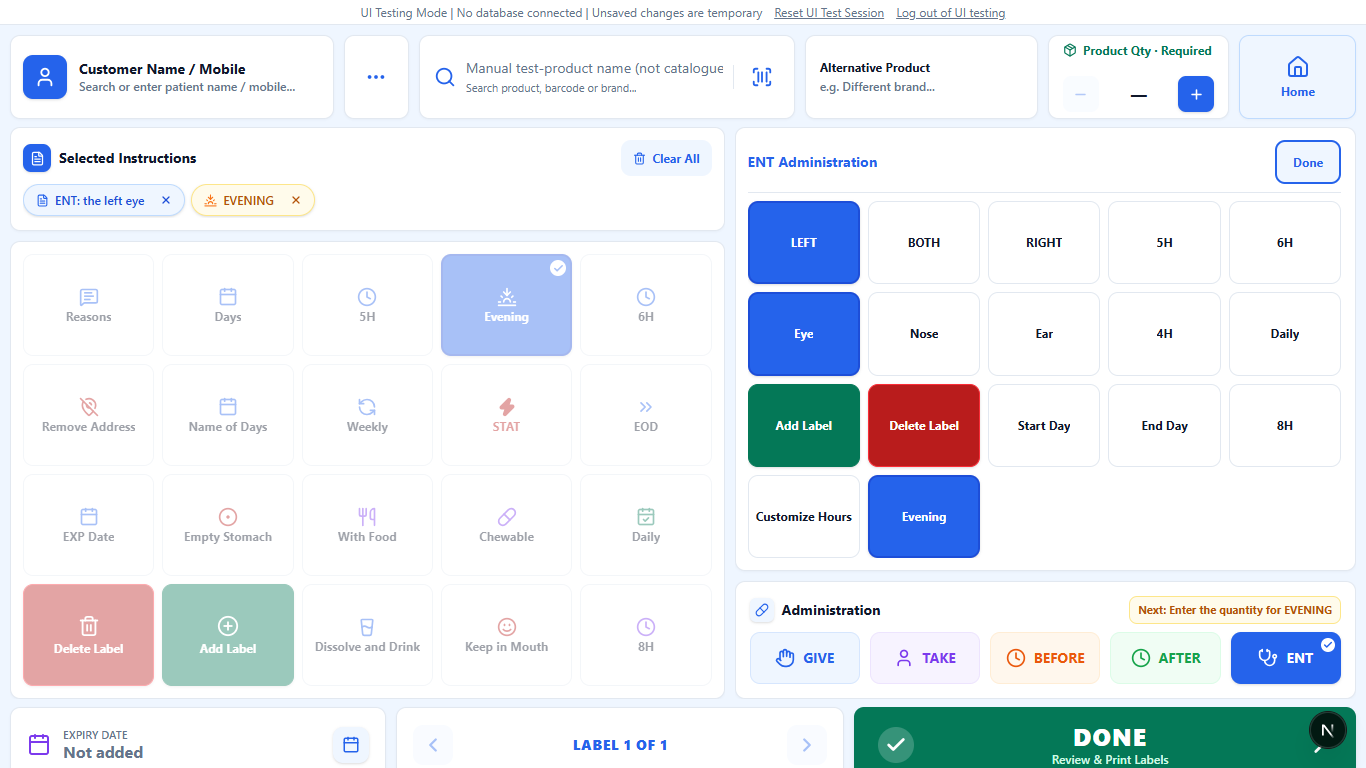 UI Testing Mode | No database connected | Unsaved changes are temporary Reset UI Test Session Log out of UI testing
Customer Name / Mobile
Search or enter patient name / mobile...
Manual test-product name (not catalogue
Search product, barcode or brand...
Alternative Product
e.g. Different brand...
Product Qty · Required
Home
Selected Instructions
Clear All
ENT: the left eye
EVENING
Reasons
Days
5H
Evening
6H
Remove Address
Name of Days
Weekly
STAT
EOD
EXP Date
Empty Stomach
With Food
Chewable
Daily
Delete Label
Add Label
Dissolve and Drink
Keep in Mouth
8H
ENT Administration
Done
LEFT
BOTH
RIGHT
5H
6H
Eye
Nose
Ear
4H
Daily
Add Label
Delete Label
Start Day
End Day
8H
Customize Hours
Evening
Administration
Next: Enter the quantity for EVENING
GIVE
TAKE
BEFORE
AFTER
ENT
EXPIRY DATE
Not added
LABEL 1 OF 1
DONE
Review & Print Labels
N